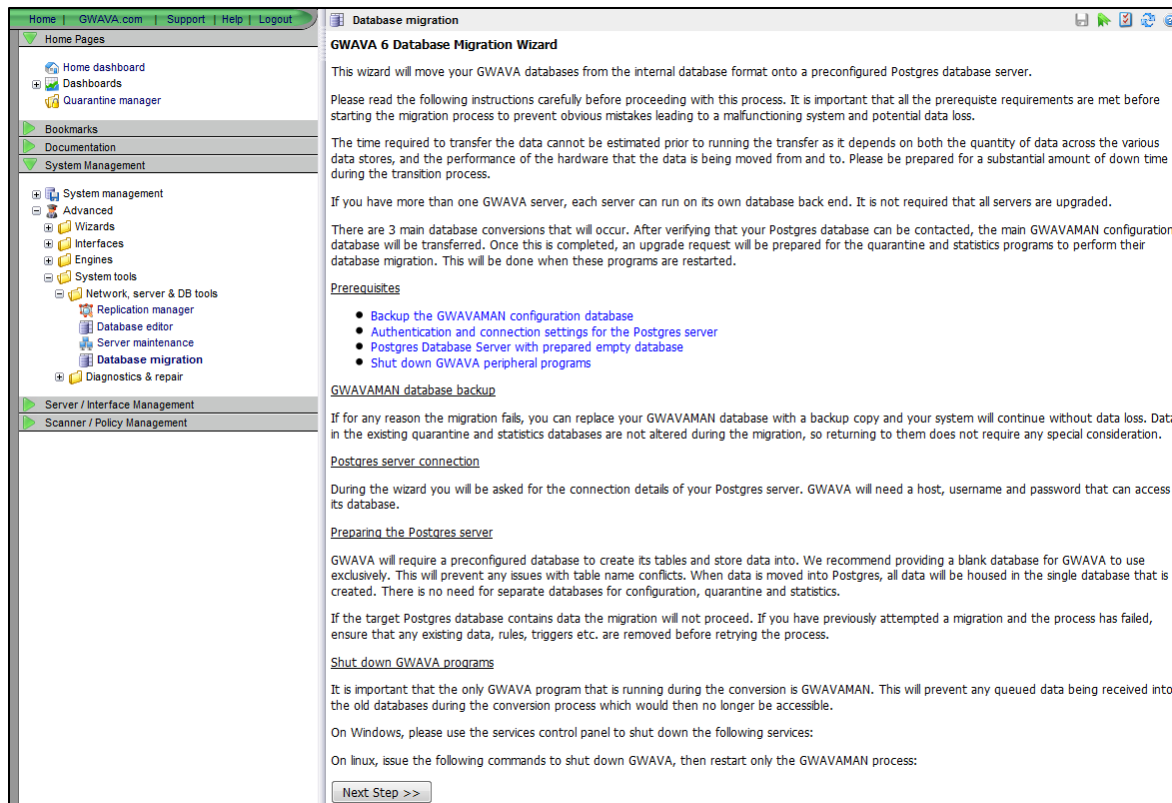 Home | GWAVA.com | Support | Help | Logout
Home Pages
Home dashboard
Dashboards
Quarantine manager
Bookmarks
Documentation
System Management
System management
Advanced
Wizards
Interfaces
Engines
System tools
Network, server & DB tools
Replication manager
Database editor
Server maintenance
Database migration
Diagnostics & repair
Server / Interface Management
Scanner / Policy Management
Database migration
GWAVA 6 Database Migration Wizard
This wizard will move your GWAVA databases from the internal database format onto a preconfigured Postgres database server.
Please read the following instructions carefully before proceeding with this process. It is important that all the prerequiste requirements are met before
starting the migration process to prevent obvious mistakes leading to a malfunctioning system and potential data loss.
The time required to transfer the data cannot be estimated prior to running the transfer as it depends on both the quantity of data across the various
data stores, and the performance of the hardware that the data is being moved from and to. Please be prepared for a substantial amount of down time
during the transition process.
If you have more than one GWAVA server, each server can run on its own database back end. It is not required that all servers are upgraded.
There are 3 main database conversions that will occur. After verifying that your Postgres database can be contacted, the main GWAVAMAN configuration
database will be transferred. Once this is completed, an upgrade request will be prepared for the quarantine and statistics programs to perform their
database migration. This will be done when these programs are restarted.
Prerequisites
Backup the GWAVAMAN configuration database
Authentication and connection settings for the Postgres server
Postgres Database Server with prepared empty database
Shut down GWAVA peripheral programs
GWAVAMAN database backup
If for any reason the migration fails, you can replace your GWAVAMAN database with a backup copy and your system will continue without data loss. Data
in the existing quarantine and statistics databases are not altered during the migration, so returning to them does not require any special consideration.
Postgres server connection
During the wizard you will be asked for the connection details of your Postgres server. GWAVA will need a host, username and password that can access
its database.
Preparing the Postgres server
GWAVA will require a preconfigured database to create its tables and store data into. We recommend providing a blank database for GWAVA to use
exclusively. This will prevent any issues with table name conflicts. When data is moved into Postgres, all data will be housed in the single database that is
created. There is no need for separate databases for configuration, quarantine and statistics.
If the target Postgres database contains data the migration will not proceed. If you have previously attempted a migration and the process has failed,
ensure that any existing data, rules, triggers etc. are removed before retrying the process.
Shut down GWAVA programs
It is important that the only GWAVA program that is running during the conversion is GWAVAMAN. This will prevent any queued data being received into
the old databases during the conversion process which would then no longer be accessible.
On Windows, please use the services control panel to shut down the following services:
On linux, issue the following commands to shut down GWAVA, then restart only the GWAVAMAN process:
Next Step >>